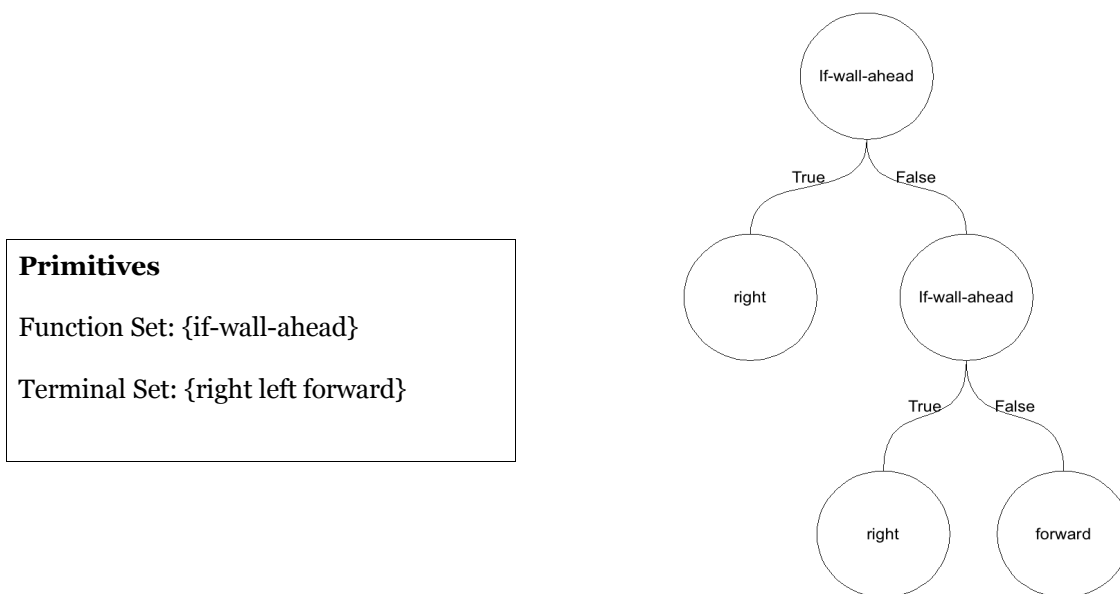 Primitives
Function Set: {if-wall-ahead}
Terminal Set: {right left forward}
If-wall-ahead
True
False
right
If-wall-ahead
True
False
right
forward